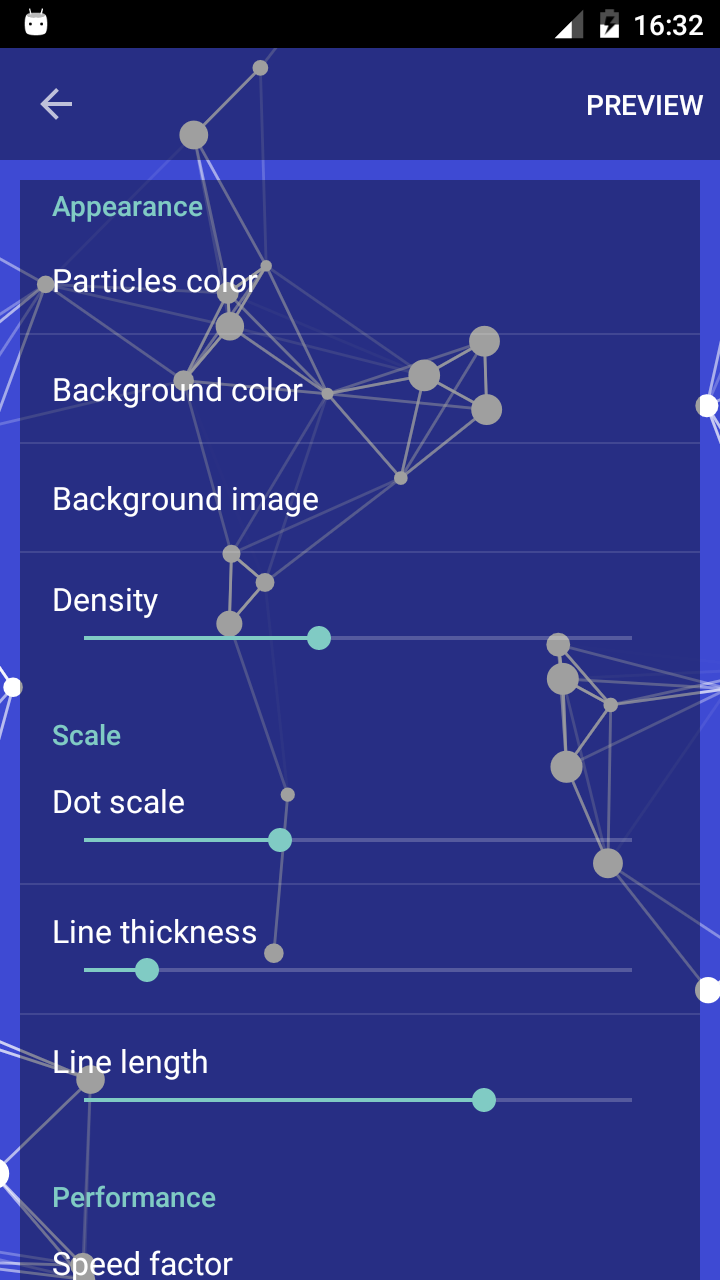 16:32
PREVIEW
Appearance
Particles color
Background color
Background image
Density
Scale
Dot scale
Line thickness
Line length
Performance
Speed factor